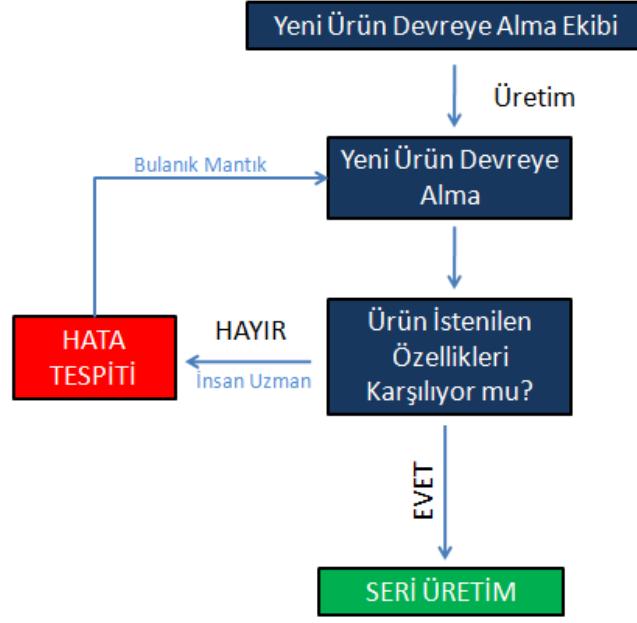 Yeni Ürün Devreye Alma Ekibi
Üretim
Bulanık Mantık
Yeni Ürün Devreye
Alma
HATA
TESPİTİ
HAYIR
İnsan Uzman
Ürün İstenilen
Özellikleri
Karşılıyor mu?
EVET
SERİ ÜRETİM